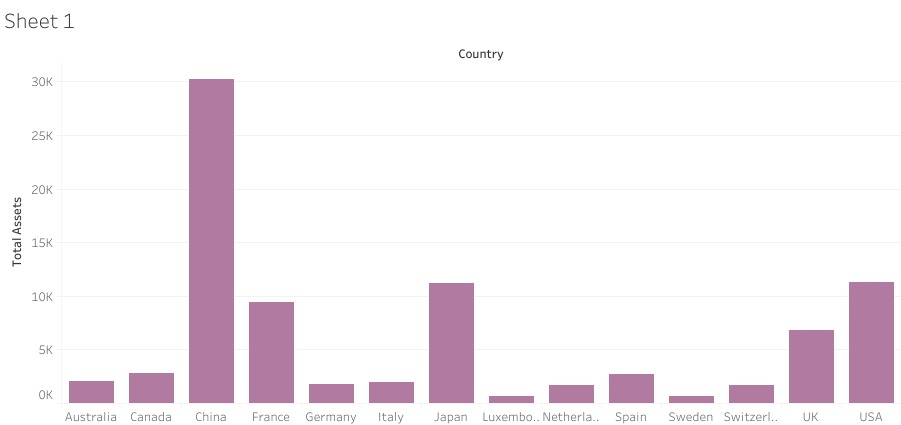 Sheet 1
Country
Total Assets
30K
25K
20K
15K
10K
5K
0K
Australia Canada China France Germany Italy Japan Luxembo.. Netherla.. Spain Sweden Switzerl.. UK USA